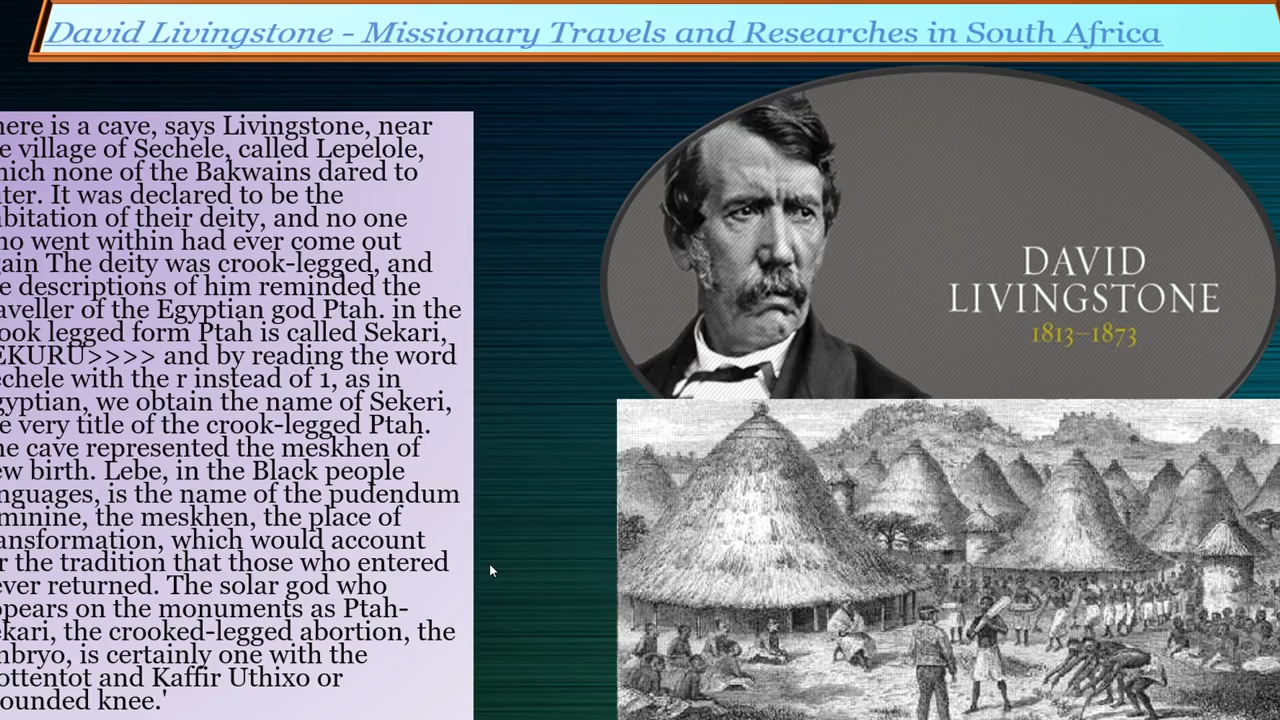 David Livingstone - Missionary Travels and Researches in South Africa
here is a cave, says Livingstone, near
e village of Sechele, called Lepelole,
hich none of the Bakwains dared to
ter. It was declared to be the
bitation of their deity, and no one
ho went within had ever come out
gain The deity was crook-legged, and
e descriptions of him reminded the
aveller of the Egyptian god Ptah. in the
ook legged form Ptah is called Sekari,
EKURU>>>> and by reading the word
echele with the r instead of 1, as in
gyptian, we obtain the name of Sekeri,
e very title of the crook-legged Ptah.
he cave represented the meskhen of
ew birth. Lebe, in the Black people
nguages, is the name of the pudendum
minine, the meskhen, the place of
ansformation, which would account
r the tradition that those who entered
ever returned. The solar god who
ppears on the monuments as Ptah-
ekari, the crooked-legged abortion, the
mbryo, is certainly one with the
ottentot and Kaffir Uthixo or
ounded knee.'
DAVID
LIVINGSTONE
1813–1873